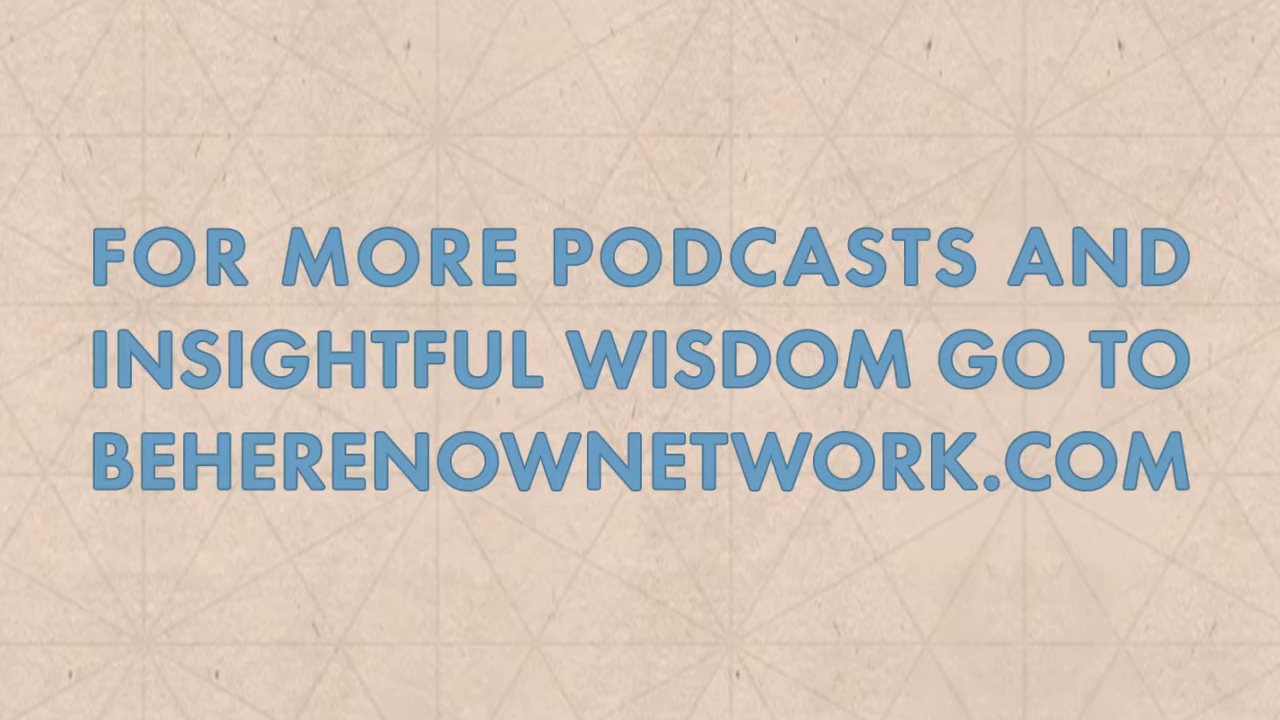 FOR MORE PODCASTS AND
INSIGHTFUL WISDOM GO TO
BEHERENOWNETWORK.COM